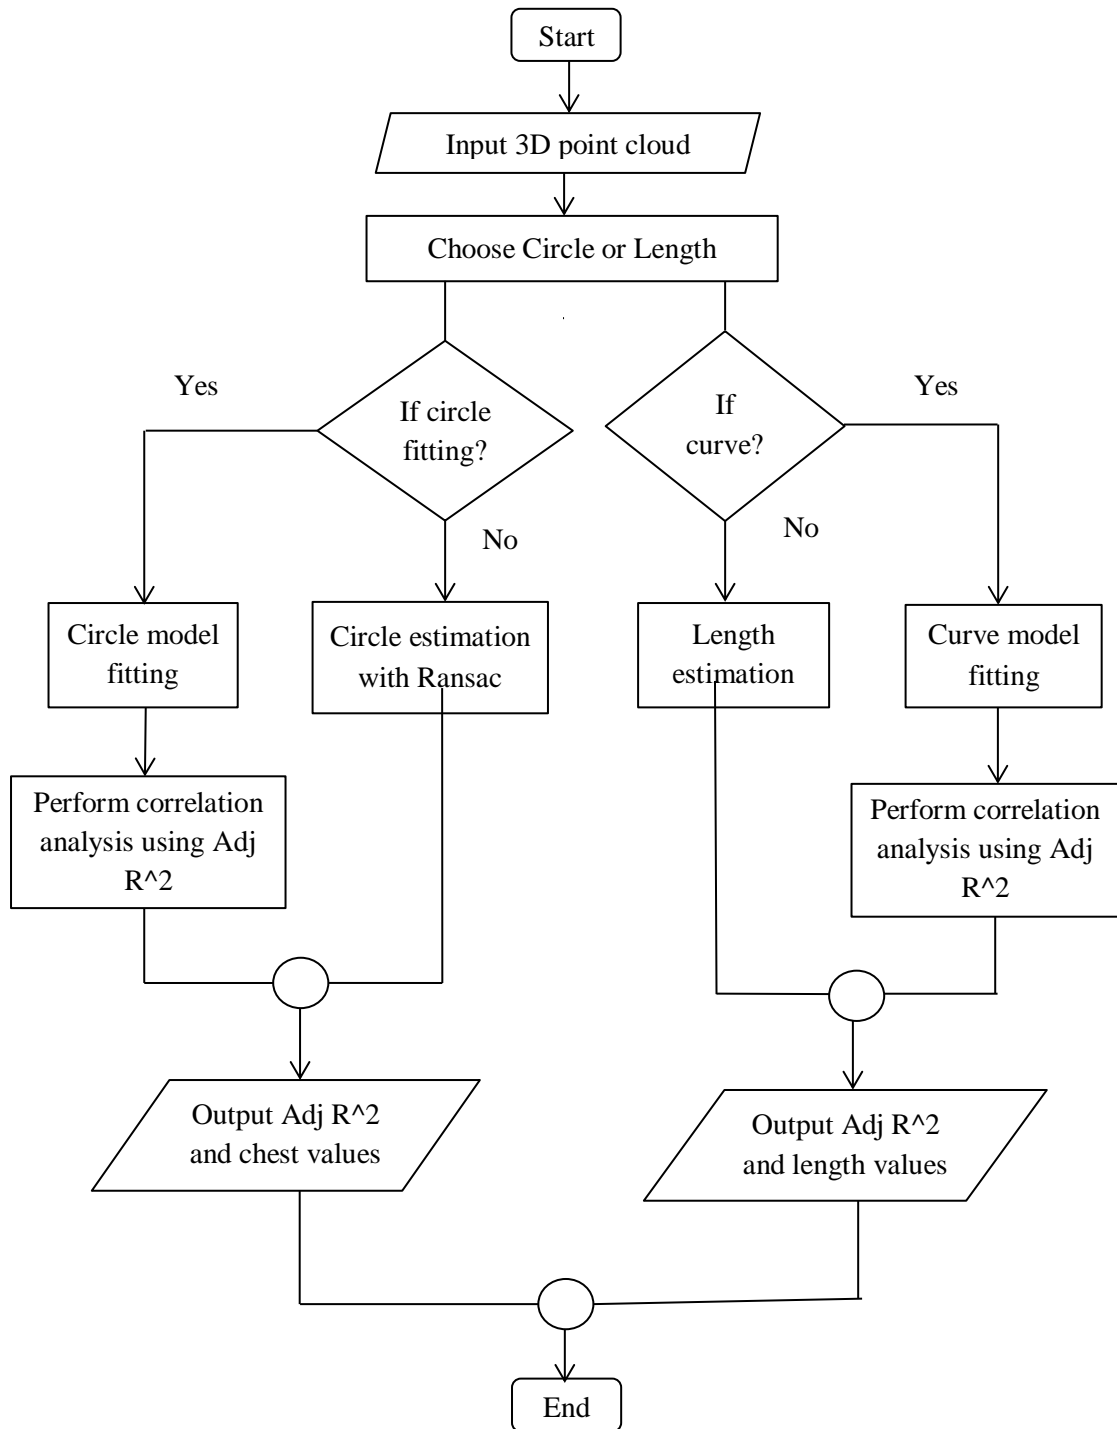 Start
Input 3D point cloud
Choose Circle or Length
Yes
If circle
fitting?
No
If
curve?
Yes
No
Circle model
fitting
Circle estimation
with Ransac
Length
estimation
Curve model
fitting
Perform correlation
analysis using Adj
R^2
Perform correlation
analysis using Adj
R^2
Output Adj R^2
and chest values
Output Adj R^2
and length values
End